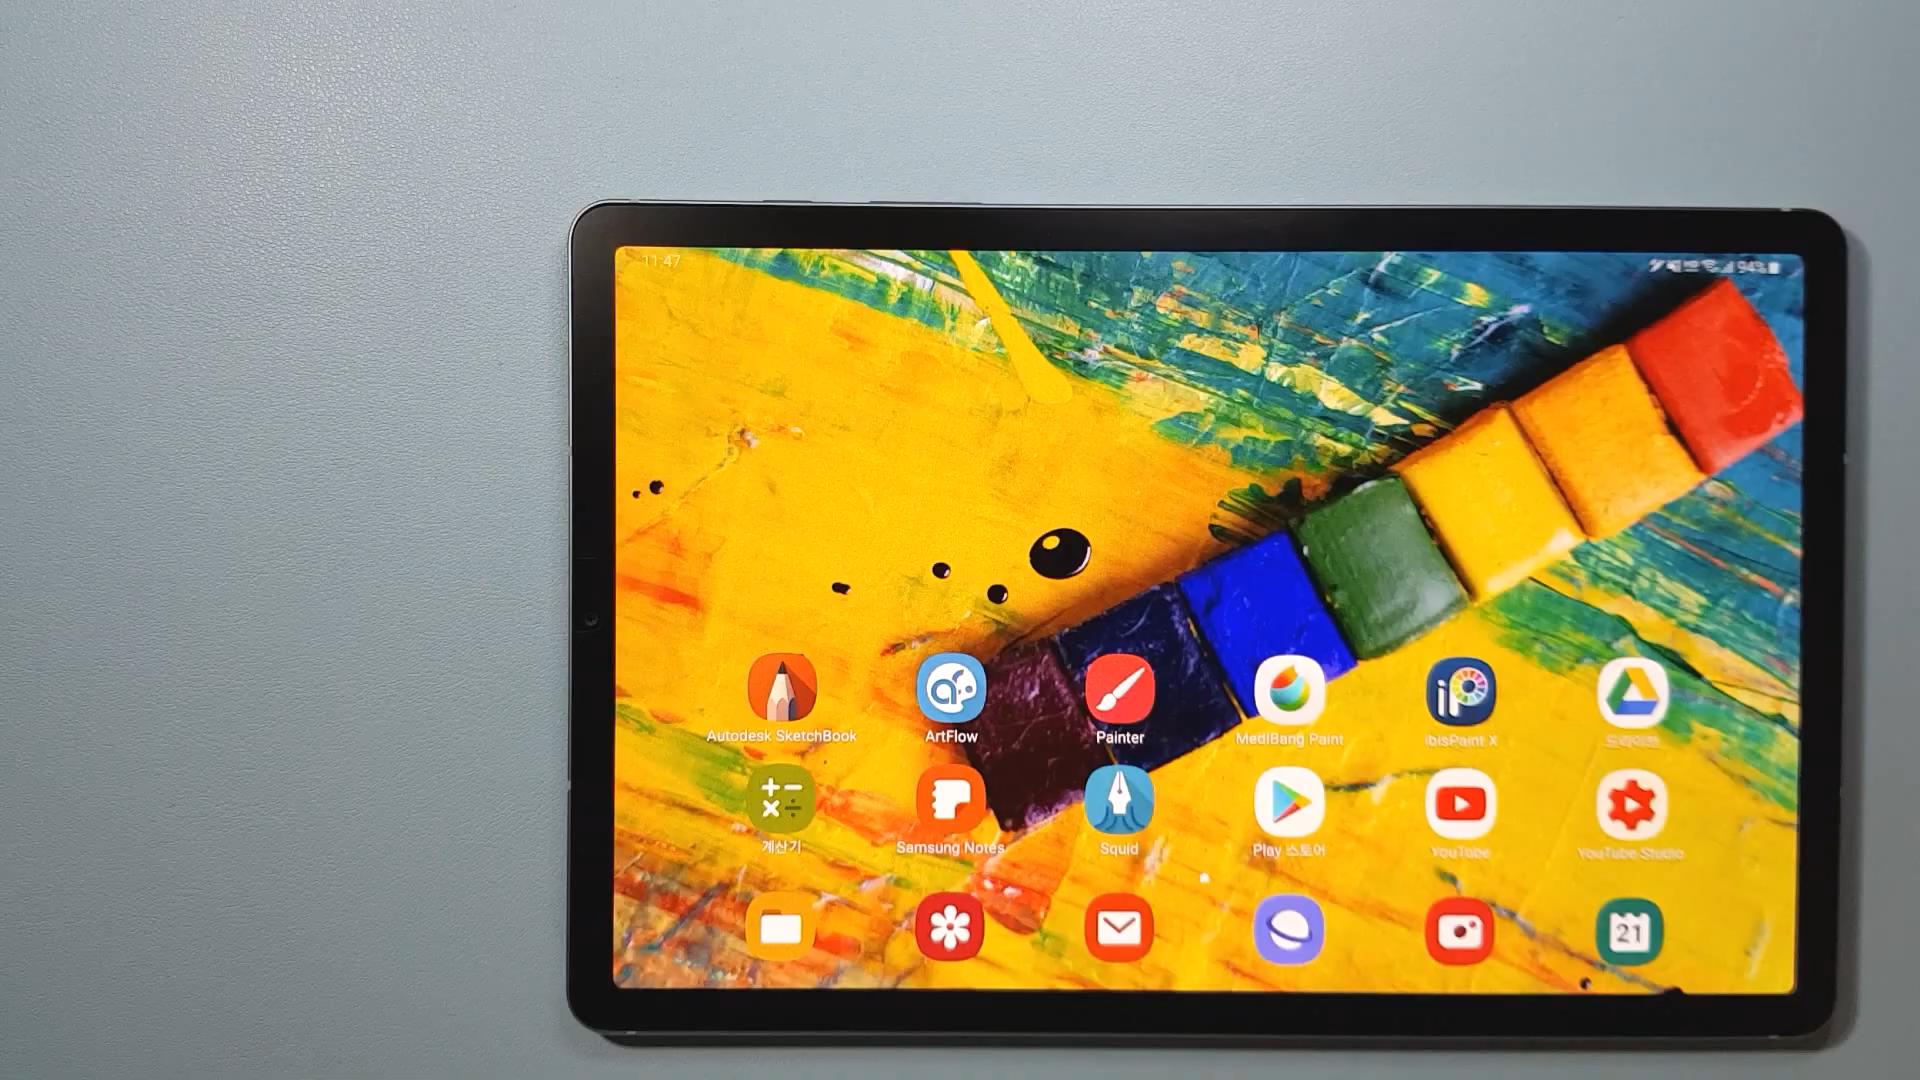 11:47
94%
Autodesk SketchBook
ArtFlow
Painter
MediBang Paint
ibisPaint X
드라이브
계산기
Samsung Notes
Squid
Play 스토어
YouTube
YouTube Studio
21